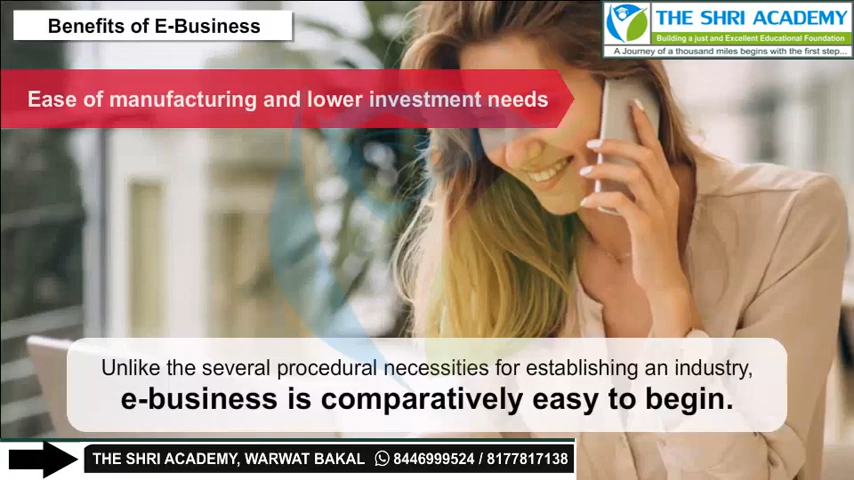 Benefits of E-Business
THE SHRI ACADEMY
Building a just and Excellent Educational Foundation
A Journey of a thousand miles begins with the first step...
Ease of manufacturing and lower investment needs
Unlike the several procedural necessities for establishing an industry,
e-business is comparatively easy to begin.
THE SHRI ACADEMY, WARWAT BAKAL 8446999524 / 8177817138